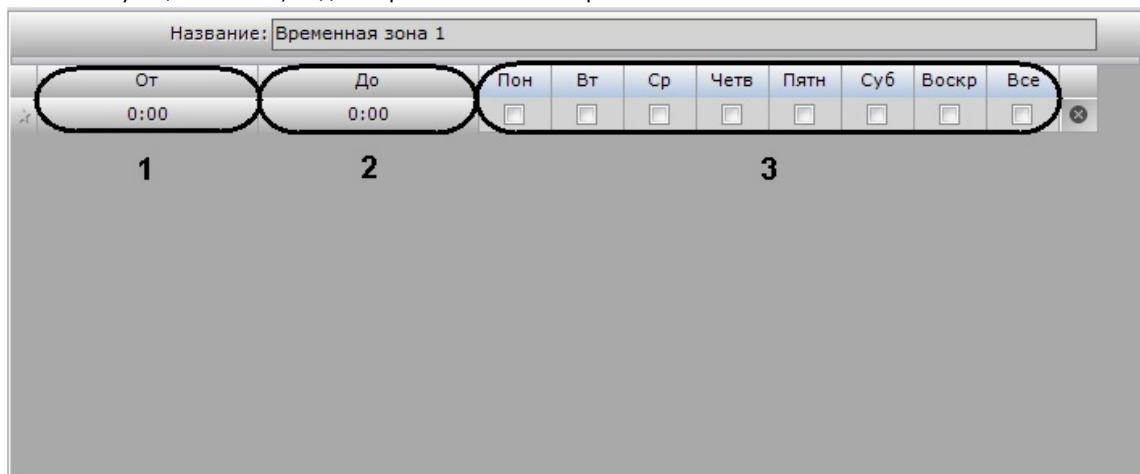 Название: Временная зона 1
От До Пон Вт Ср Четв Пятн Суб Воскр Все
0:00 0:00
1 2 3